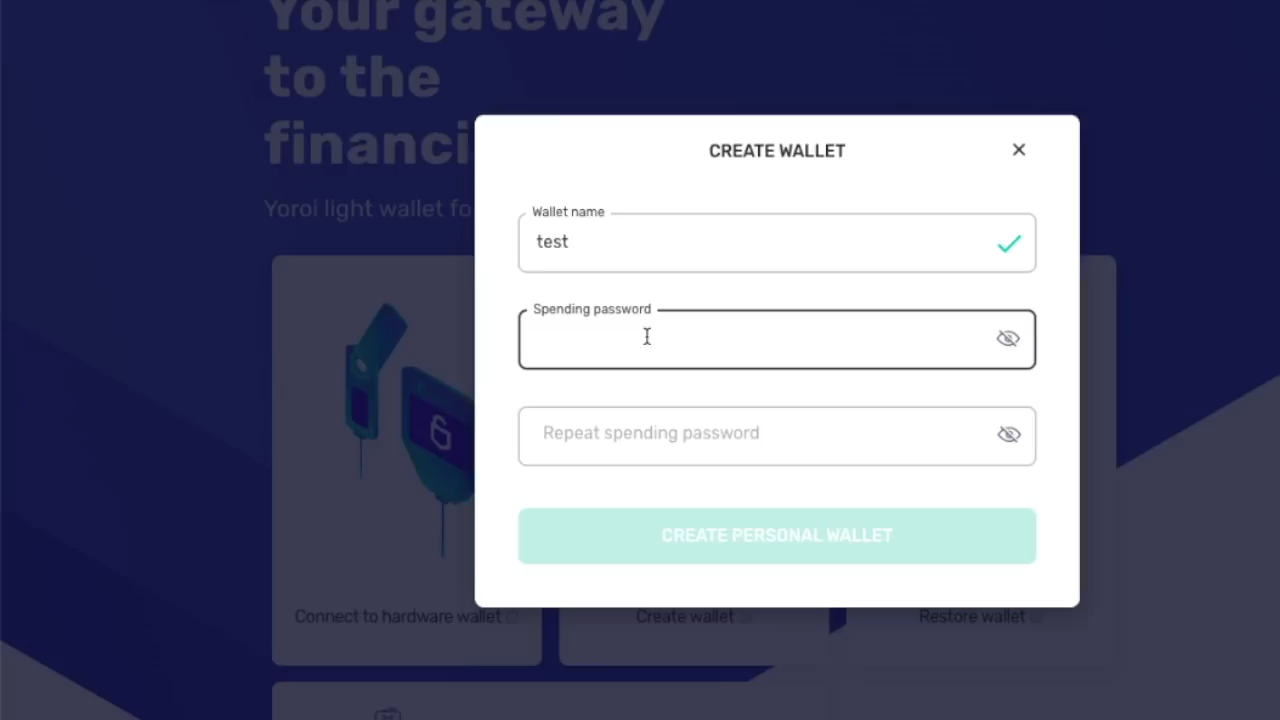 Your gateway
to the
financi
Yoroi light wallet fo
CREATE WALLET
Wallet name
test
Spending password
Repeat spending password
CREATE PERSONAL WALLET
Connect to hardware wallet
Create wallet
Restore wallet